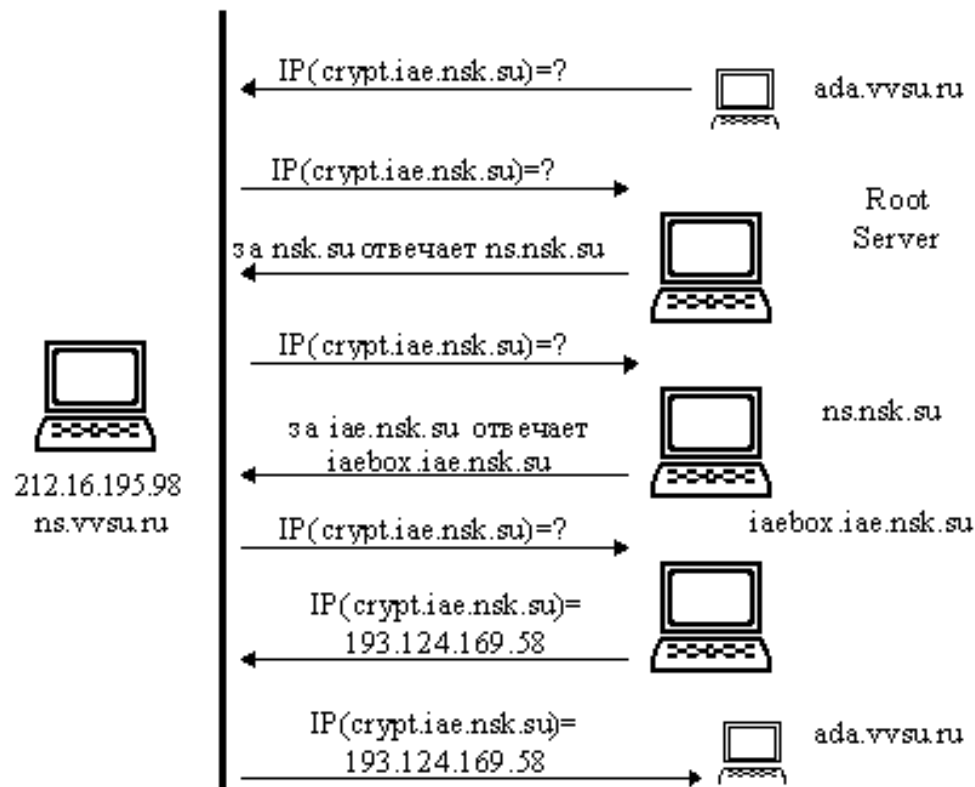 IP(crypt.iae.nsk.su)=?
ada.vvsu.ru
IP(crypt.iae.nsk.su)=?
Root
Server
за nsk.su отвечает ns.nsk.su
IP(crypt.iae.nsk.su)=?
ns.nsk.su
за iae.nsk.su отвечает
iaebox.iae.nsk.su
212.16.195.98
ns.vvsu.ru
IP(crypt.iae.nsk.su)=?
iaebox.iae.nsk.su
IP(crypt.iae.nsk.su)=
193.124.169.58
IP(crypt.iae.nsk.su)=
193.124.169.58
ada.vvsu.ru